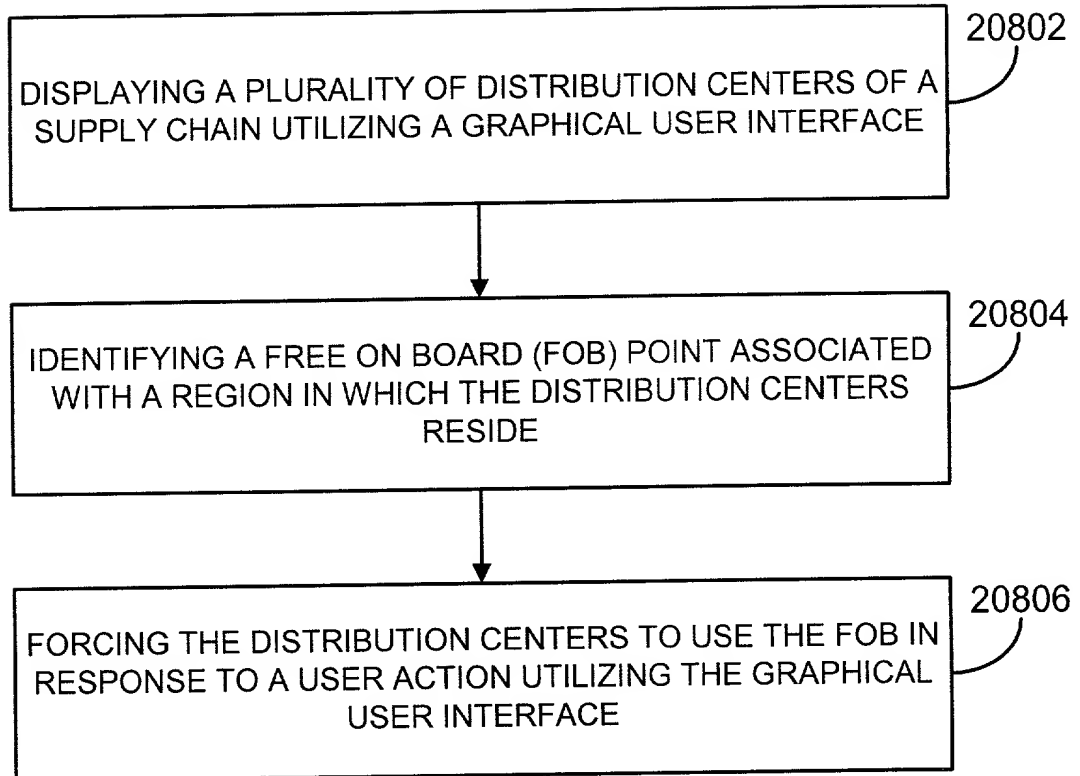 20802
DISPLAYING A PLURALITY OF DISTRIBUTION CENTERS OF A
SUPPLY CHAIN UTILIZING A GRAPHICAL USER INTERFACE
20804
IDENTIFYING A FREE ON BOARD (FOB) POINT ASSOCIATED
WITH A REGION IN WHICH THE DISTRIBUTION CENTERS
RESIDE
20806
FORCING THE DISTRIBUTION CENTERS TO USE THE FOB IN
RESPONSE TO A USER ACTION UTILIZING THE GRAPHICAL
USER INTERFACE